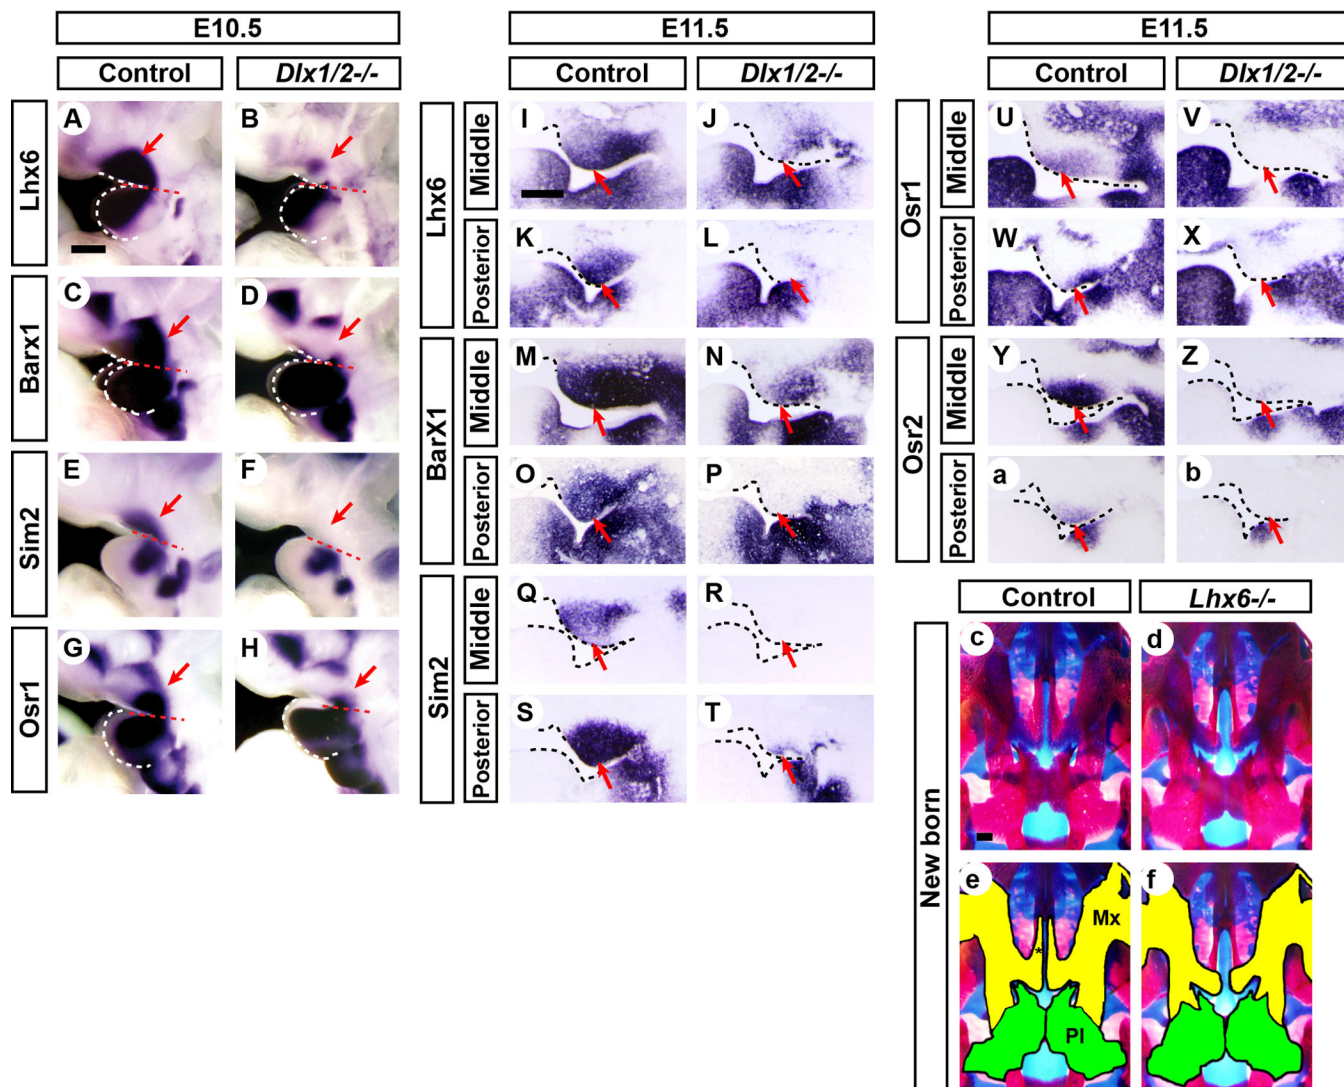 E10.5
Control Dlx1/2-/-
Lhx6
A B
Barx1
C D
Sim2
E F
Osr1
G H
E11.5
Control Dlx1/2-/-
Lhx6
Middle
I J
Posterior
K L
BarX1
Middle
M N
Posterior
O P
Sim2
Middle
Q R
Posterior
S T
E11.5
Control Dlx1/2-/-
Osr1
Middle
U V
Posterior
W X
Osr2
Middle
Y Z
Posterior
a b
Control Lhx6-/-
New born
c d
e f
Mx
*
Pl